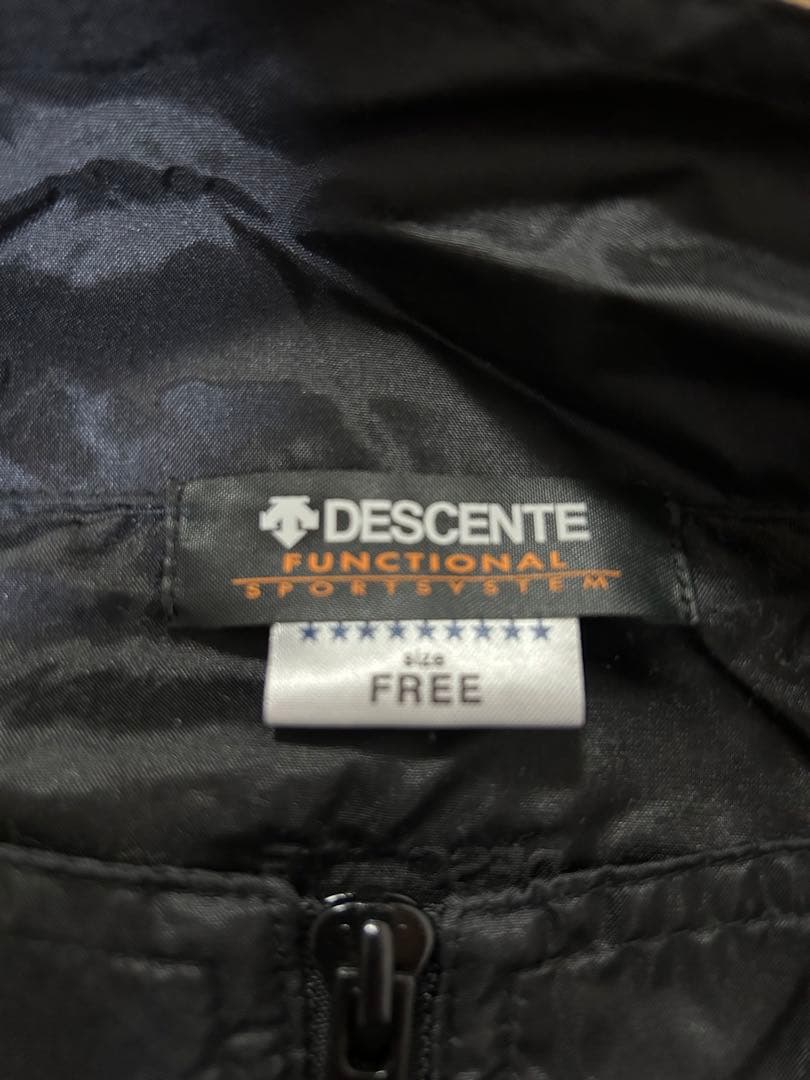 DESCENTE
FUNCTIONAL
SPORTSYSTEM
★★★★★★★★★
size
FREE